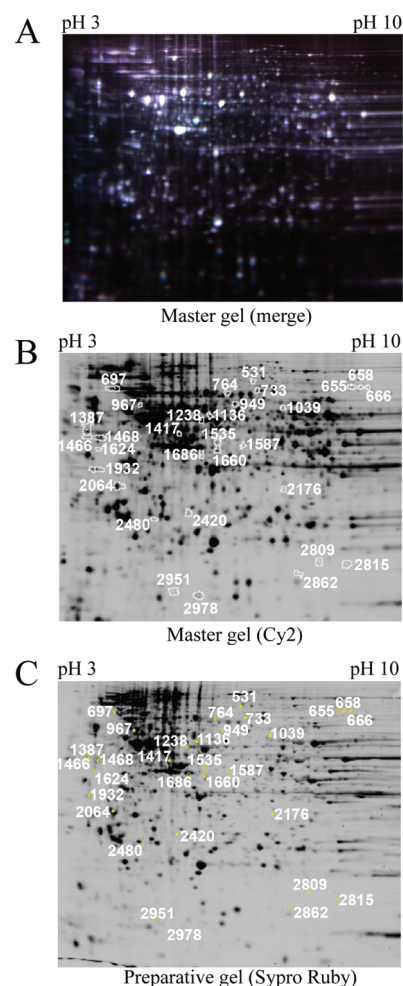 A
pH 3 pH 10
Master gel (merge)
B
pH 3 pH 10
531 658
697 764 733 655 666
967 949 1039
1387 1238 1136
1417 1535
1466 1468 1587
1624 1686 1660
1932
2064 2176
2480 2420
2809
2815
2951 2862
2978
Master gel (Cy2)
C
pH 3 pH 10
531 658
697 764 733 655 666
967 949 1039
1387 1238 1136
1466 1468 1417 1535
1624 1686 1660 1587
1932
2064 2176
2420
2480
2809
2815
2951 2862
2978
Preparative gel (Sypro Ruby)